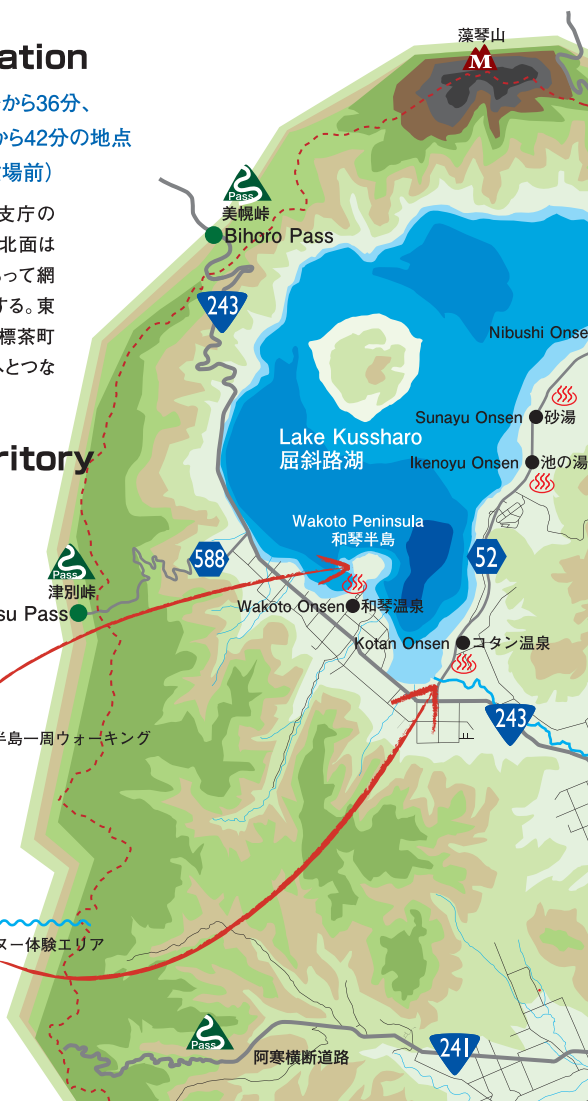 ation
から36分、
から42分の地点
場前）
支庁の
北面は
って網
する。東
標茶町
へとつな
ritory
藻琴山
M
Pass
美幌峠
Bihoro Pass
243
Nibushi Onse
Sunayu Onsen
砂湯
Lake Kussharo
屈斜路湖
Ikenoyu Onsen
池の湯
Wakoto Peninsula
和琴半島
588
52
Pass
津別峠
su Pass
Wakoto Onsen
和琴温泉
Kotan Onsen
コタン温泉
243
半島一周ウォーキング
ヌー体験エリア
Pass
阿寒横断道路
241